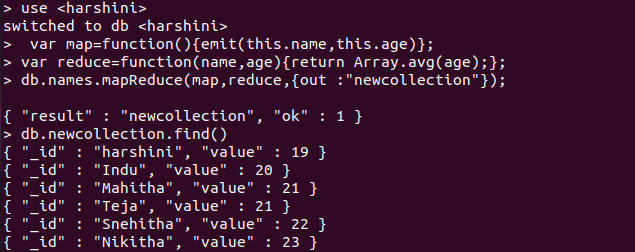 > use <harshini>
switched to db <harshini>
>  var map=function(){emit(this.name,this.age)};
> var reduce=function(name,age){return Array.avg(age);};
> db.names.mapReduce(map,reduce,{out :"newcollection"});
{ "result" : "newcollection", "ok" : 1 }
> db.newcollection.find()
{ "_id" : "harshini", "value" : 19 }
{ "_id" : "Indu", "value" : 20 }
{ "_id" : "Mahitha", "value" : 21 }
{ "_id" : "Teja", "value" : 21 }
{ "_id" : "Snehitha", "value" : 22 }
{ "_id" : "Nikitha", "value" : 23 }